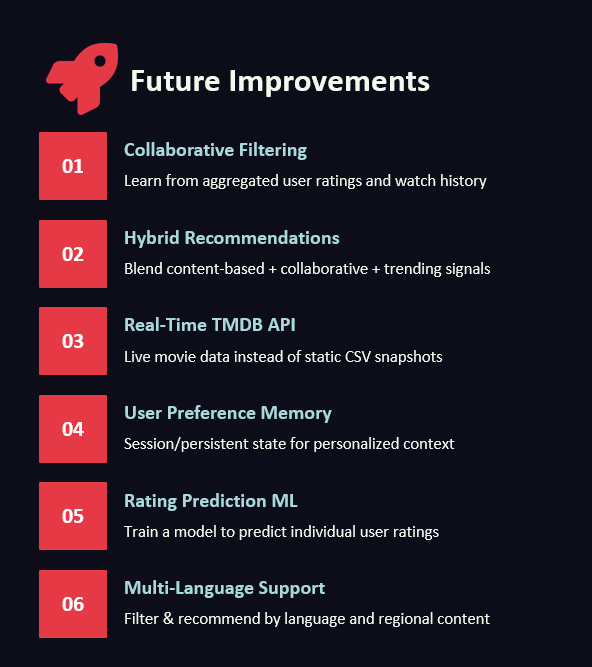 Future Improvements
01
Collaborative Filtering
Learn from aggregated user ratings and watch history
02
Hybrid Recommendations
Blend content-based + collaborative + trending signals
03
Real-Time TMDB API
Live movie data instead of static CSV snapshots
04
User Preference Memory
Session/persistent state for personalized context
05
Rating Prediction ML
Train a model to predict individual user ratings
06
Multi-Language Support
Filter & recommend by language and regional content